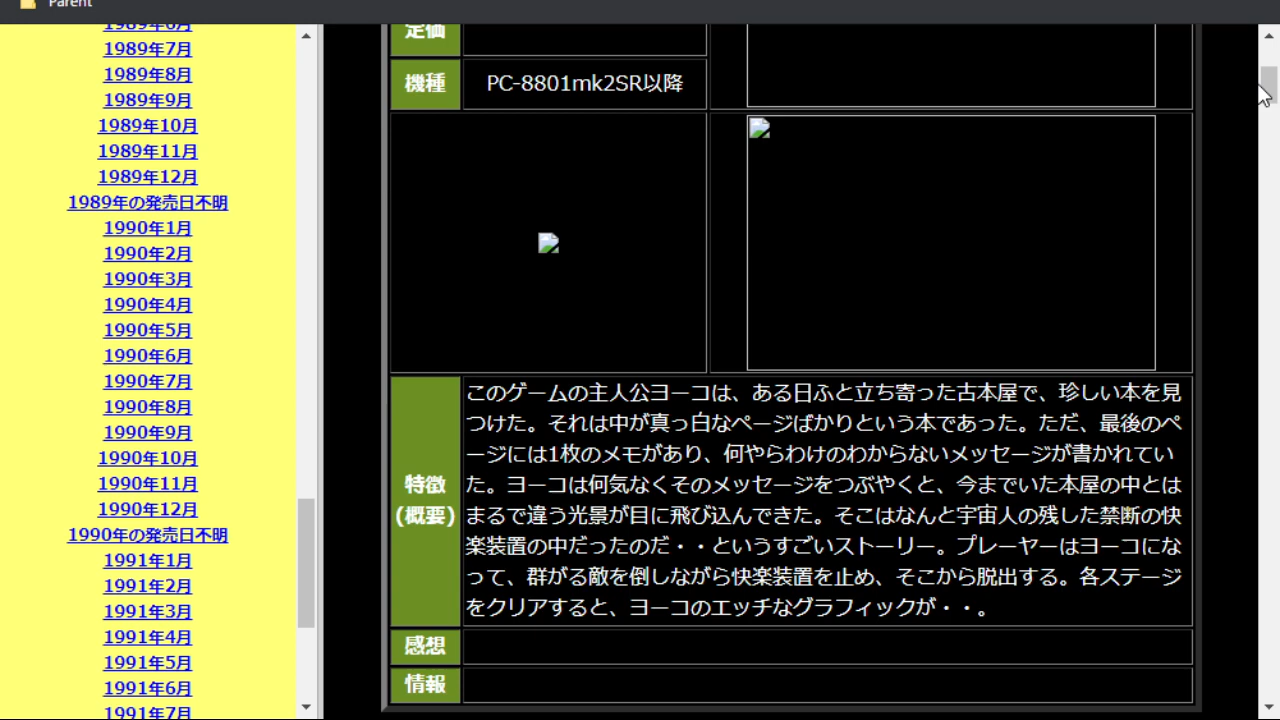 Parent
1989年6月
1989年7月
1989年8月
1989年9月
1989年10月
1989年11月
1989年12月
1989年の発売日不明
1990年1月
1990年2月
1990年3月
1990年4月
1990年5月
1990年6月
1990年7月
1990年8月
1990年9月
1990年10月
1990年11月
1990年12月
1990年の発売日不明
1991年1月
1991年2月
1991年3月
1991年4月
1991年5月
1991年6月
1991年7月
定価
機種
PC-8801mk2SR以降
特徴
(概要)
このゲームの主人公ヨーコは、ある日ふと立ち寄った古本屋で、珍しい本を見
つけた。それは中が真っ白なページばかりという本であった。ただ、最後のペ
ージには1枚のメモがあり、何やらわけのわからないメッセージが書かれてい
た。ヨーコは何気なくそのメッセージをつぶやくと、今までいた本屋の中とは
まるで違う光景が目に飛び込んできた。そこはなんと宇宙人の残した禁断の快
楽装置の中だったのだ・・というすごいストーリー。プレーヤーはヨーコにな
って、群がる敵を倒しながら快楽装置を止め、そこから脱出する。各ステージ
をクリアすると、ヨーコのエッチなグラフィックが・・。
感想
情報